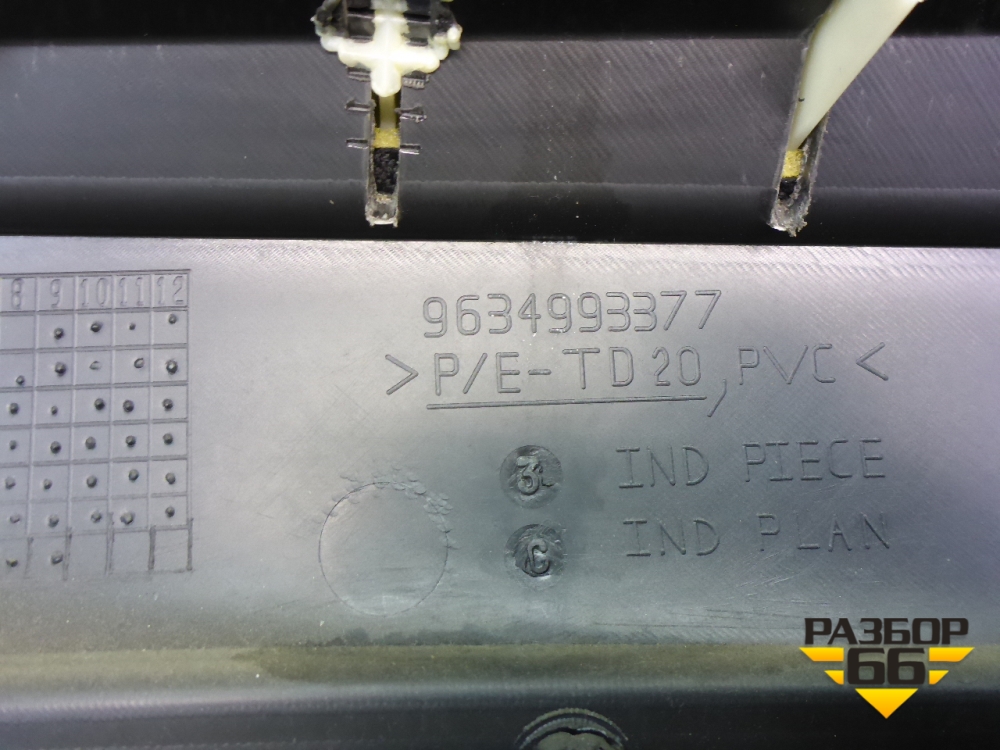 8 9 10 11 12
9634993377
>P/E-TD20,PVC<
3 IND PIECE
C IND PLAN
РАЗБОР
66